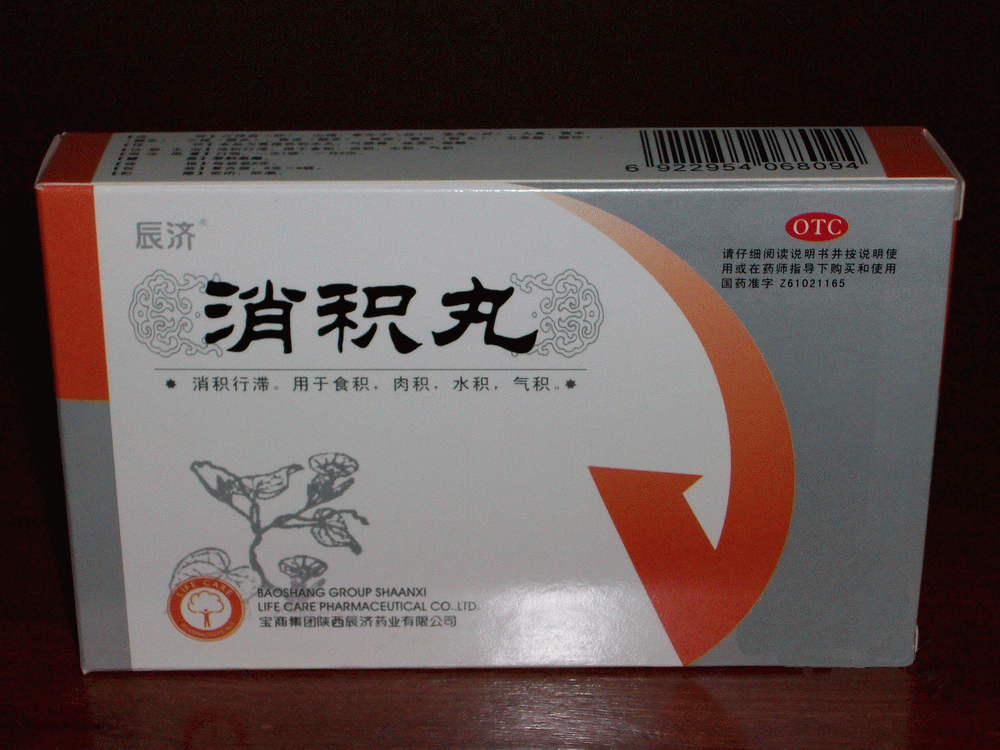 6 922954 068094
辰济®
OTC
请仔细阅读说明书并按说明使
用或在药师指导下购买和使用
国药准字 Z61021165
消积丸
消积行滞。用于食积,肉积,水积,气积。
LIFE CARE
PHARMACEUTICAL
BAOSHANG GROUP SHAANXI
LIFE CARE PHARMACEUTICAL CO.,LTD.
宝商集团陕西辰济药业有限公司